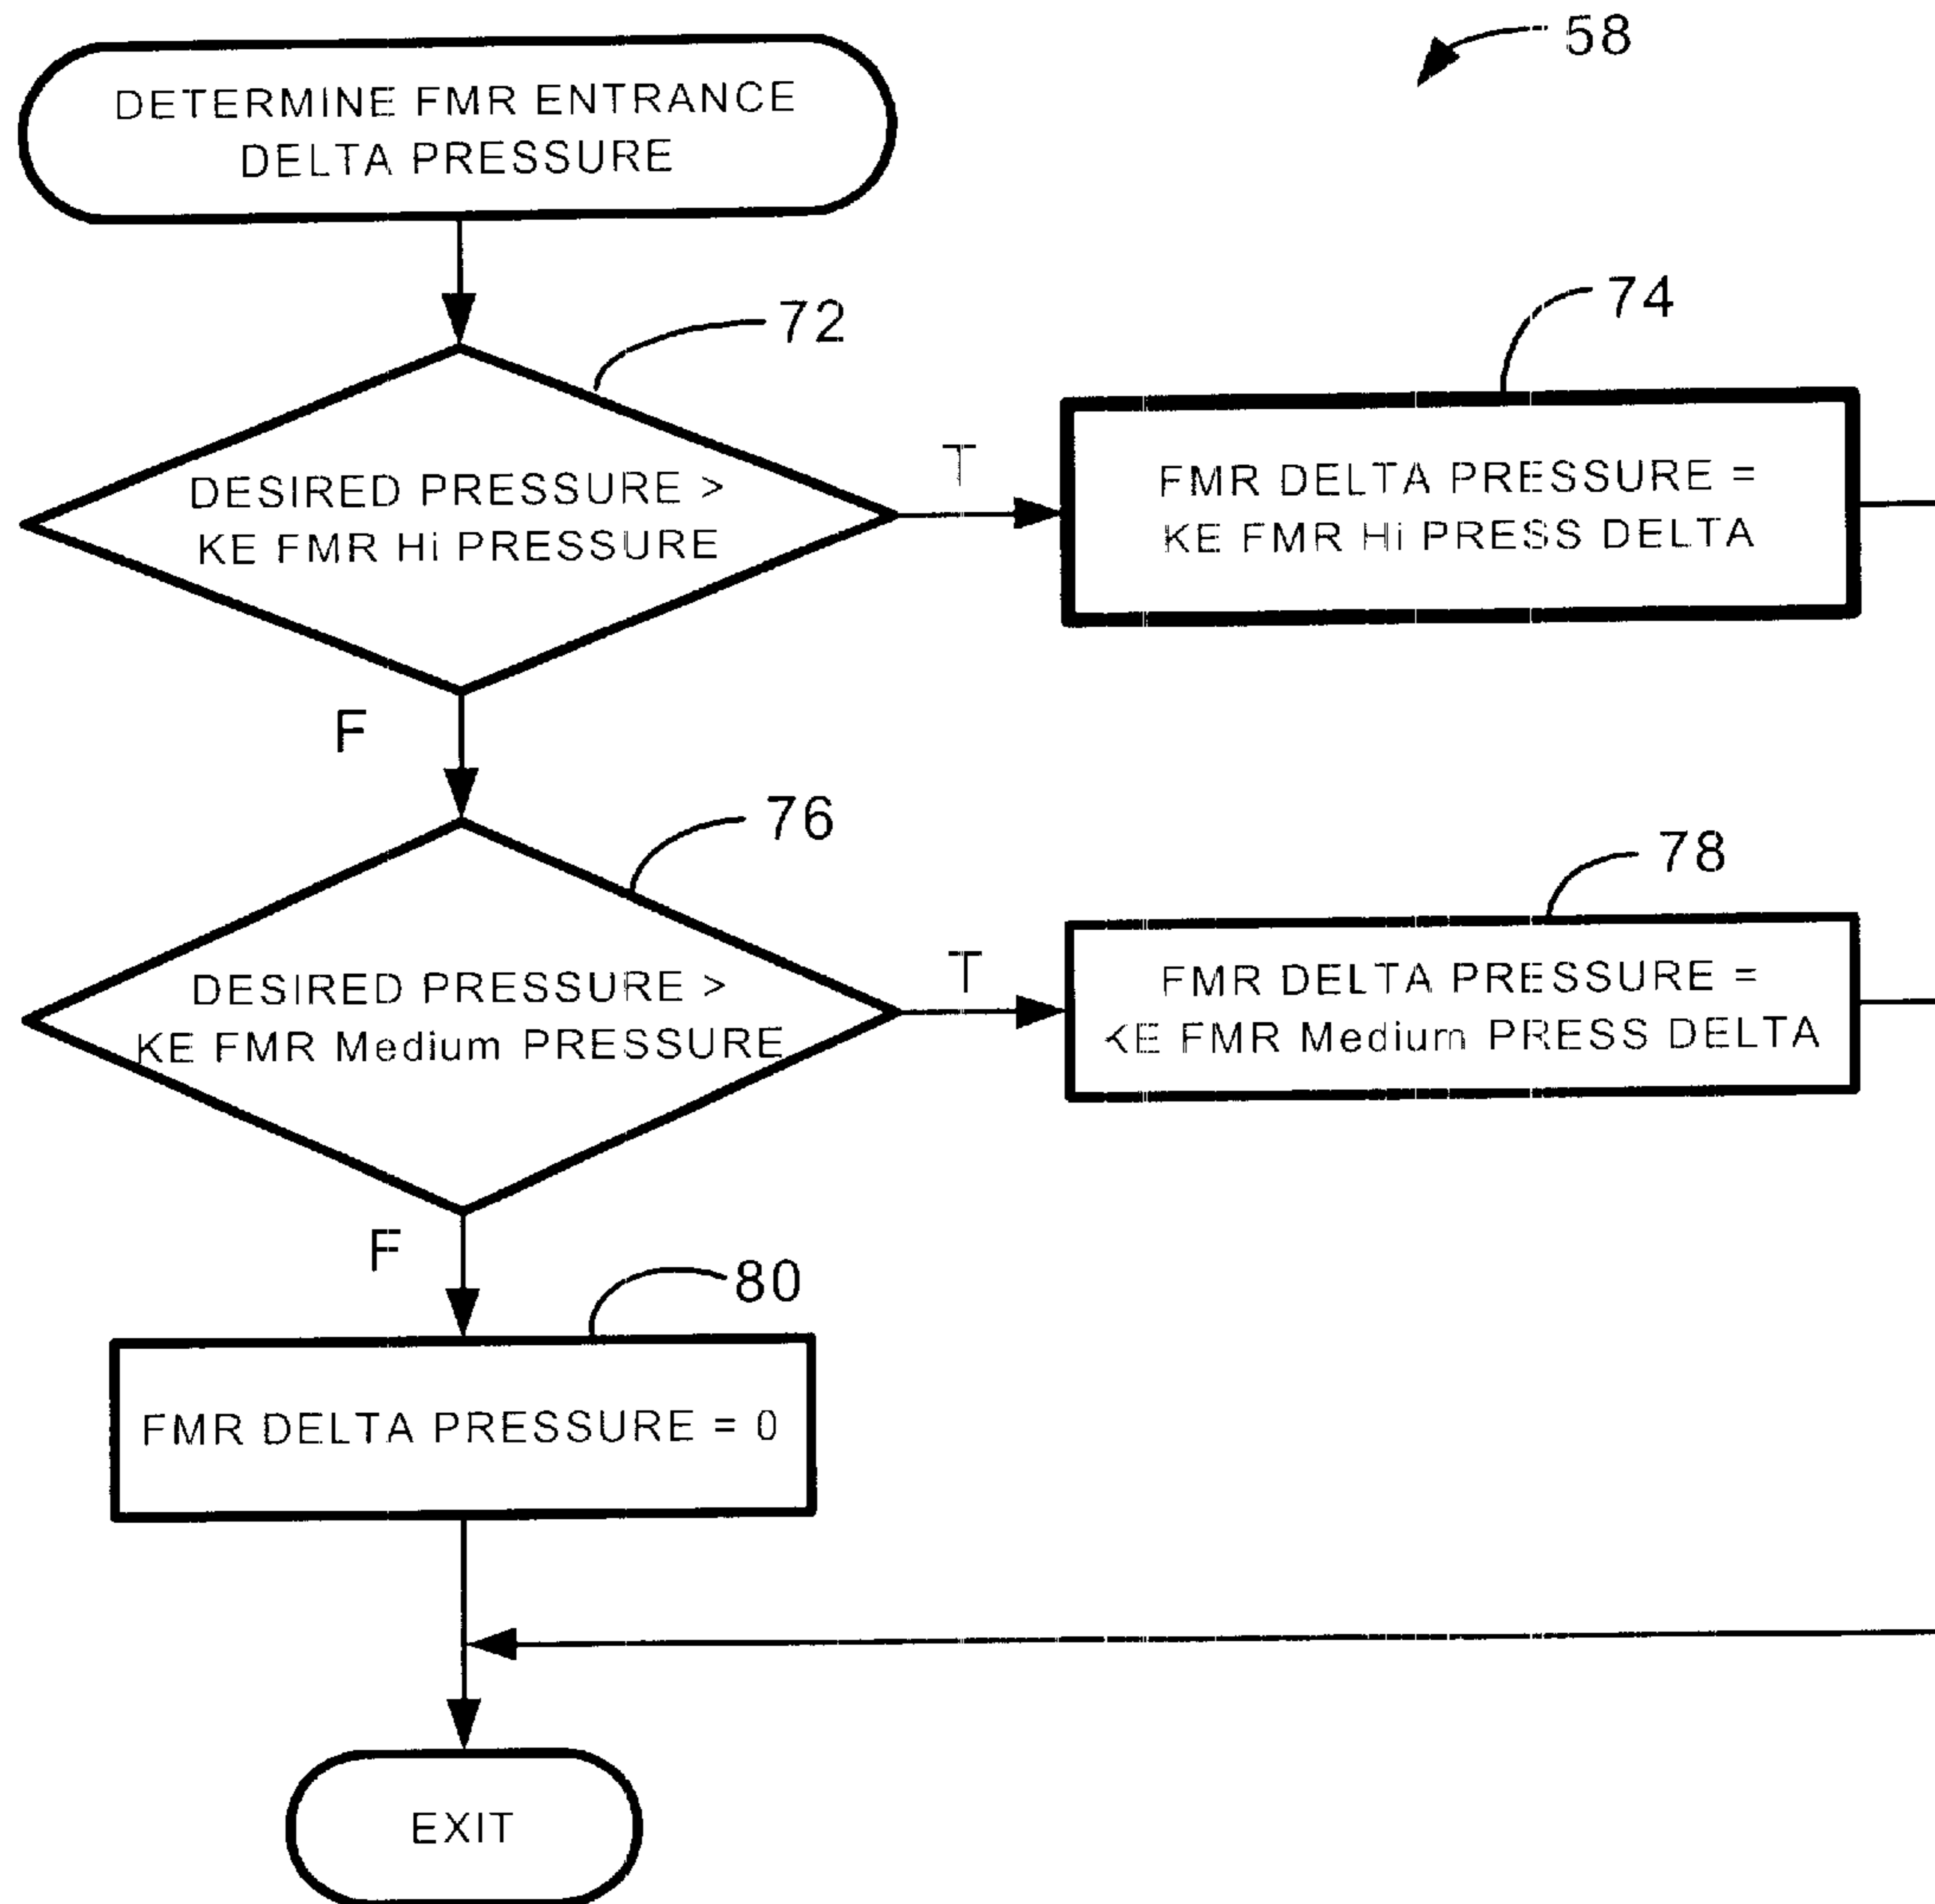 58
DETERMINE FMR ENTRANCE
DELTA PRESSURE
72
DESIRED PRESSURE >
KE FMR Hi PRESSURE
T
74
FMR DELTA PRESSURE =
KE FMR Hi PRESS DELTA
F
76
DESIRED PRESSURE >
KE FMR Medium PRESSURE
T
78
FMR DELTA PRESSURE =
KE FMR Medium PRESS DELTA
F
80
FMR DELTA PRESSURE = 0
EXIT